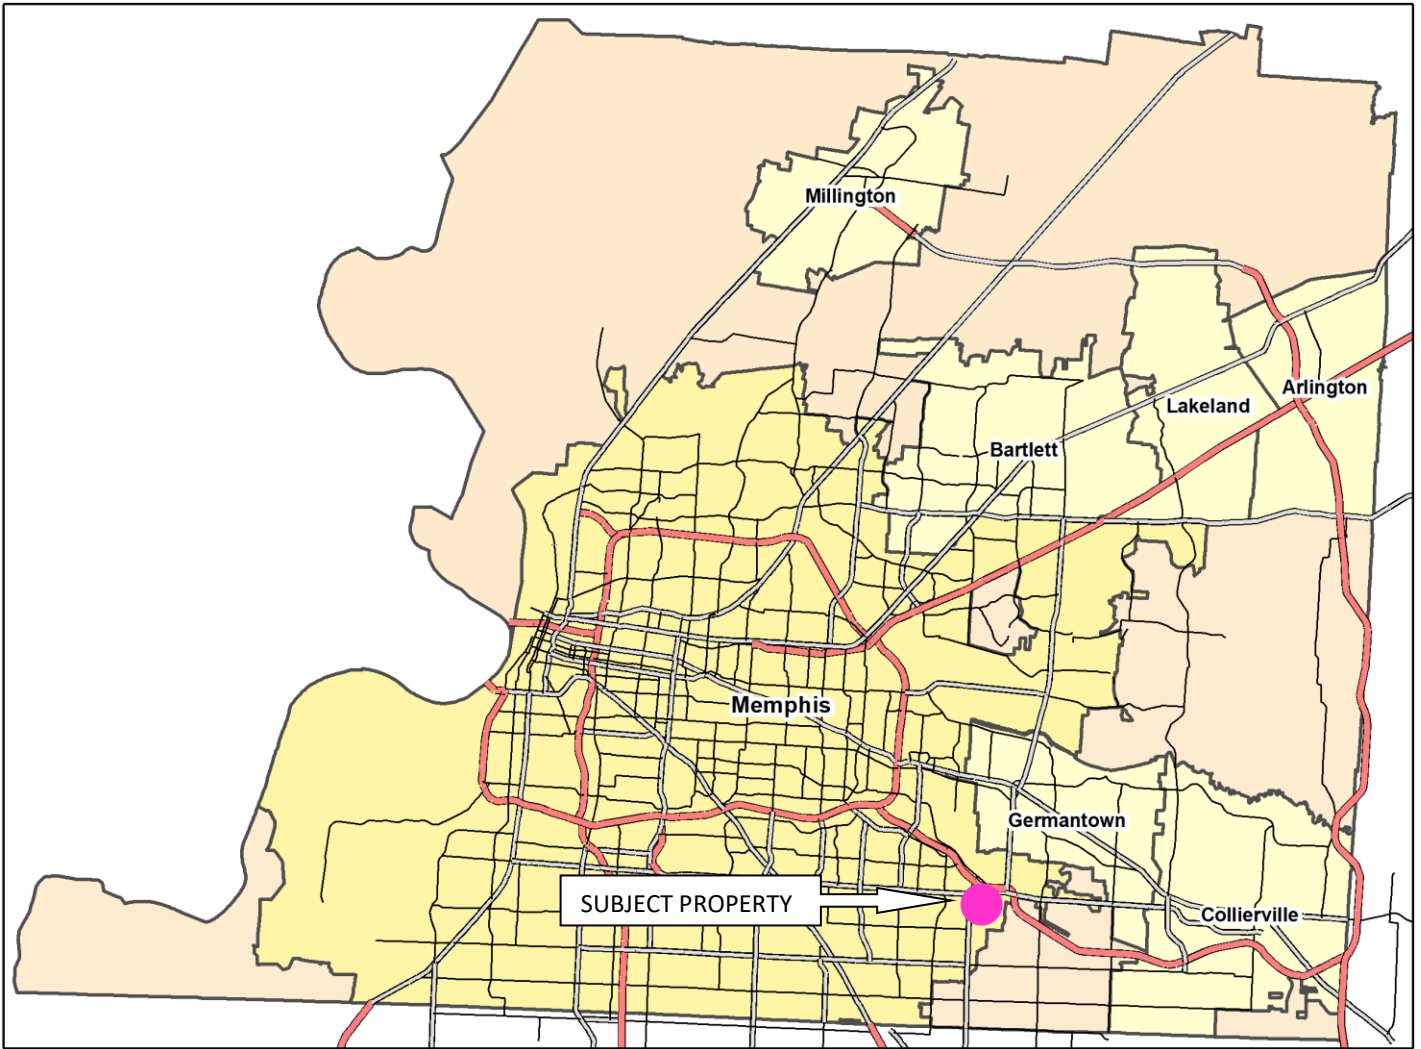 Millington
Arlington
Lakeland
Bartlett
Memphis
Germantown
SUBJECT PROPERTY
Collierville